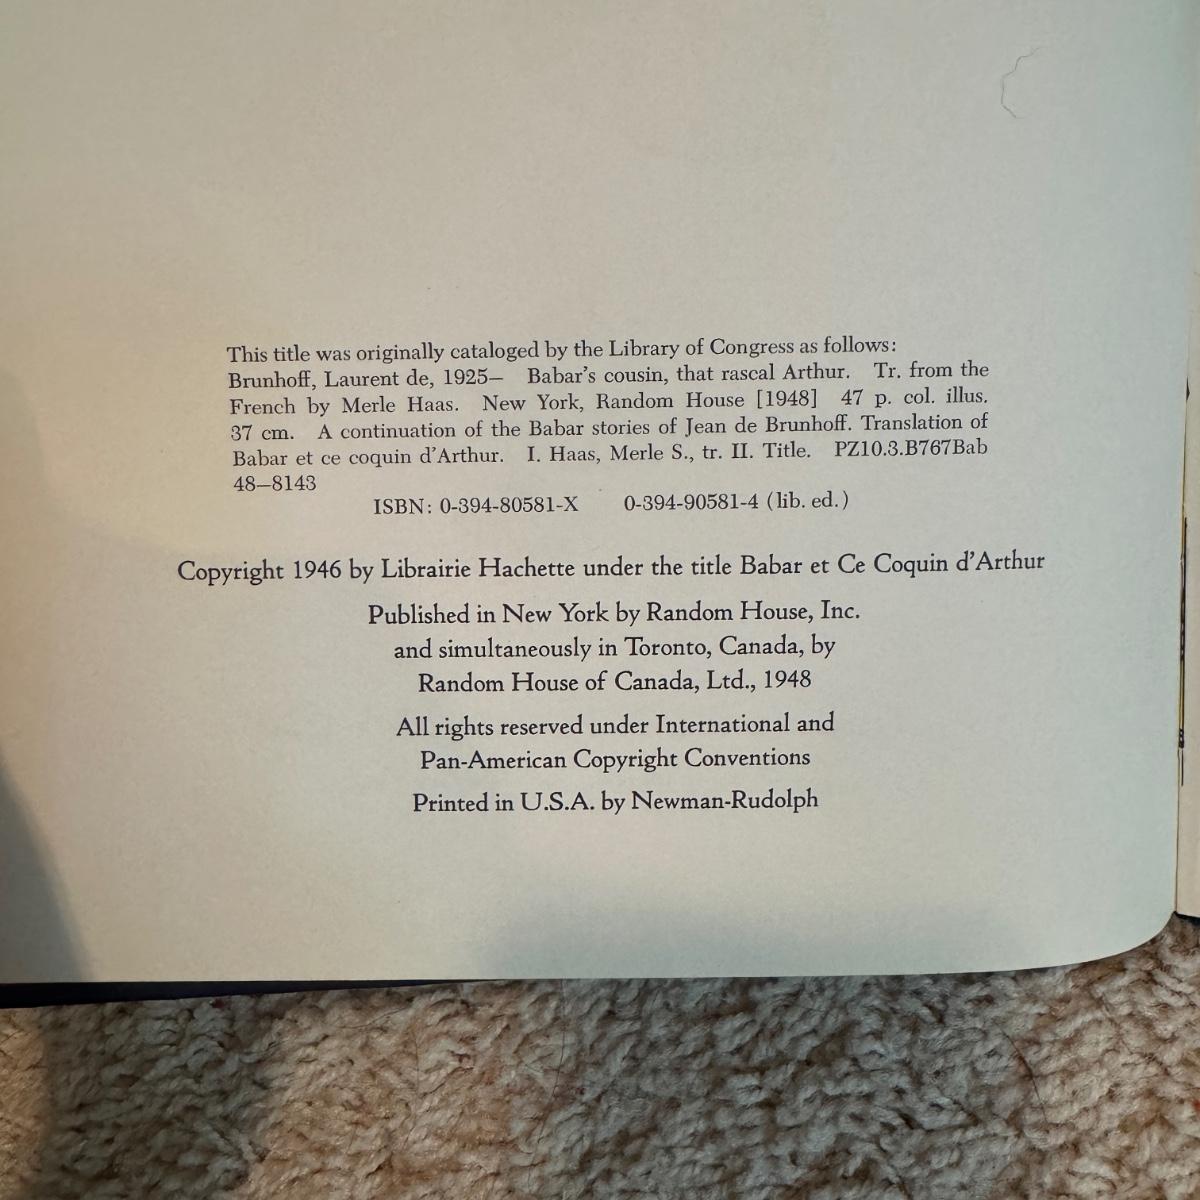 This title was originally cataloged by the Library of Congress as follows:
Brunhoff, Laurent de, 1925– Babar's cousin, that rascal Arthur. Tr. from the
French by Merle Haas. New York, Random House [1948] 47 p. col. illus.
37 cm. A continuation of the Babar stories of Jean de Brunhoff. Translation of
Babar et ce coquin d'Arthur. I. Haas, Merle S., tr. II. Title. PZ10.3.B767Bab
48–8143
ISBN: 0-394-80581-X 0-394-90581-4 (lib. ed.)
Copyright 1946 by Librairie Hachette under the title Babar et Ce Coquin d'Arthur
Published in New York by Random House, Inc.
and simultaneously in Toronto, Canada, by
Random House of Canada, Ltd., 1948
All rights reserved under International and
Pan-American Copyright Conventions
Printed in U.S.A. by Newman-Rudolph